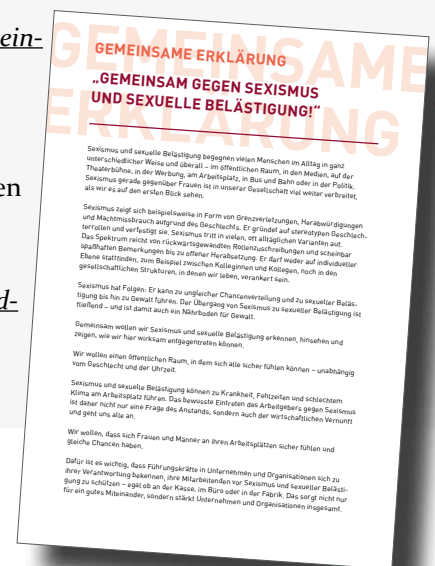 ein-
en
d-
GEMEINSAME
ERKLÄRUNG
GEMEINSAME ERKLÄRUNG
„GEMEINSAM GEGEN SEXISMUS
UND SEXUELLE BELÄSTIGUNG!“
Sexismus und sexuelle Belästigung begegnen vielen Menschen im Alltag in ganz
unterschiedlicher Weise und überall – im öffentlichen Raum, in den Medien, auf der
Theaterbühne, in der Werbung, am Arbeitsplatz, in Bus und Bahn oder in der Politik.
Sexismus gerade gegenüber Frauen ist in unserer Gesellschaft viel weiter verbreitet,
als wir es auf den ersten Blick sehen.
Sexismus zeigt sich beispielsweise in Form von Grenzverletzungen, Herabwürdigungen
und Machtmissbrauch aufgrund des Geschlechts. Er gründet auf stereotypen Geschlech-
terrollen und verfestigt sie. Sexismus tritt in vielen, oft alltäglichen Varianten auf.
Das Spektrum reicht von rückwärtsgewandten Rollenzuschreibungen und scheinbar
spaßhaften Bemerkungen bis zu offener Herabsetzung. Er darf weder auf individueller
Ebene stattfinden, zum Beispiel zwischen Kolleginnen und Kollegen, noch in den
gesellschaftlichen Strukturen, in denen wir leben, verankert sein.
Sexismus hat Folgen: Er kann zu ungleicher Chancenverteilung und zu sexueller Beläs-
tigung bis hin zu Gewalt führen. Der Übergang von Sexismus zu sexueller Belästigung ist
fließend – und ist damit auch ein Nährboden für Gewalt.
Gemeinsam wollen wir Sexismus und sexuelle Belästigung erkennen, hinsehen und
zeigen, wie wir hier wirksam entgegentreten können.
Wir wollen einen öffentlichen Raum, in dem sich alle sicher fühlen können – unabhängig
vom Geschlecht und der Uhrzeit.
Sexismus und sexuelle Belästigung können zu Krankheit, Fehlzeiten und schlechtem
Klima am Arbeitsplatz führen. Das bewusste Eintreten des Arbeitgebers gegen Sexismus
ist daher nicht nur eine Frage des Anstands, sondern auch der wirtschaftlichen Vernunft
und geht uns alle an.
Wir wollen, dass sich Frauen und Männer an ihren Arbeitsplätzen sicher fühlen und
gleiche Chancen haben.
Dafür ist es wichtig, dass Führungskräfte in Unternehmen und Organisationen sich zu
ihrer Verantwortung bekennen, ihre Mitarbeitenden vor Sexismus und sexueller Belästi-
gung zu schützen – egal ob an der Kasse, im Büro oder in der Fabrik. Das sorgt nicht nur
für ein gutes Miteinander, sondern stärkt Unternehmen und Organisationen insgesamt.